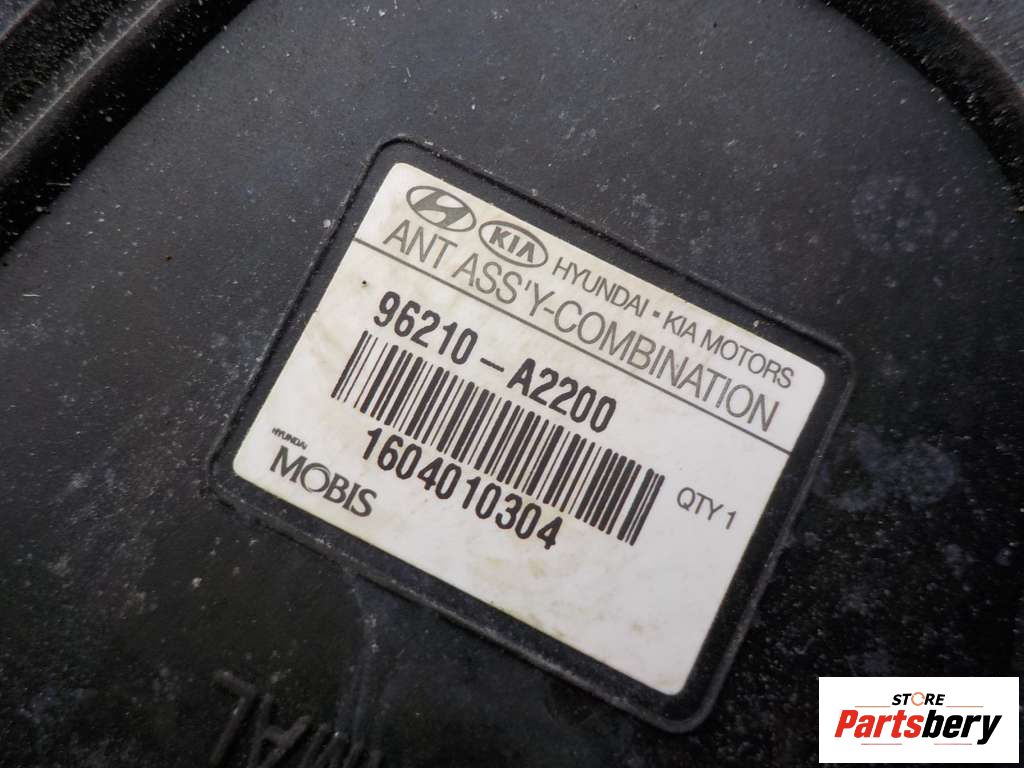 KIA HYUNDAI • KIA MOTORS
ANT ASS'Y-COMBINATION
96210-A2200
1604010304
QTY 1
HYUNDAI
MOBIS
STORE
Partsbery